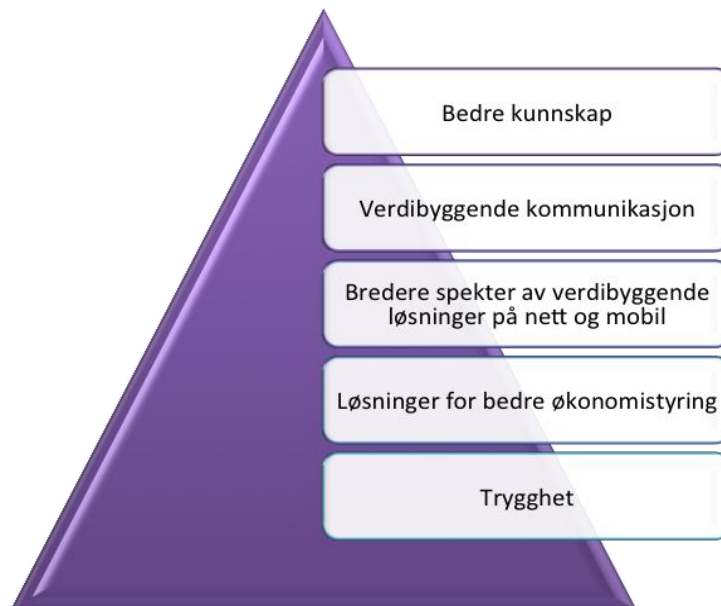 Bedre kunnskap
Verdibyggende kommunikasjon
Bredere spekter av verdibyggende
løsninger på nett og mobil
Løsninger for bedre økonomistyring
Trygghet